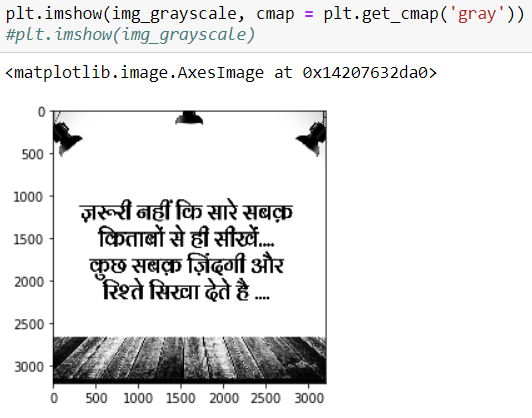 plt.imshow(img_grayscale, cmap = plt.get_cmap('gray'))
#plt.imshow(img_grayscale)
<matplotlib.image.AxesImage at 0x14207632da0>
0
500
1000
1500
2000
2500
3000
ज़रूरी नहीं कि सारे सबक़
किताबों से ही सीखें....
कुछ सबक़ ज़िंदगी और
रिश्ते सिखा देते है ....
0 500 1000 1500 2000 2500 3000